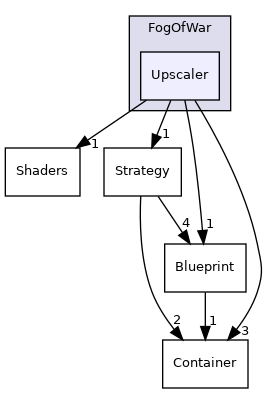 FogOfWar
Upscaler
1
1
Shaders
Strategy
4
1
Blueprint
2
1
3
Container